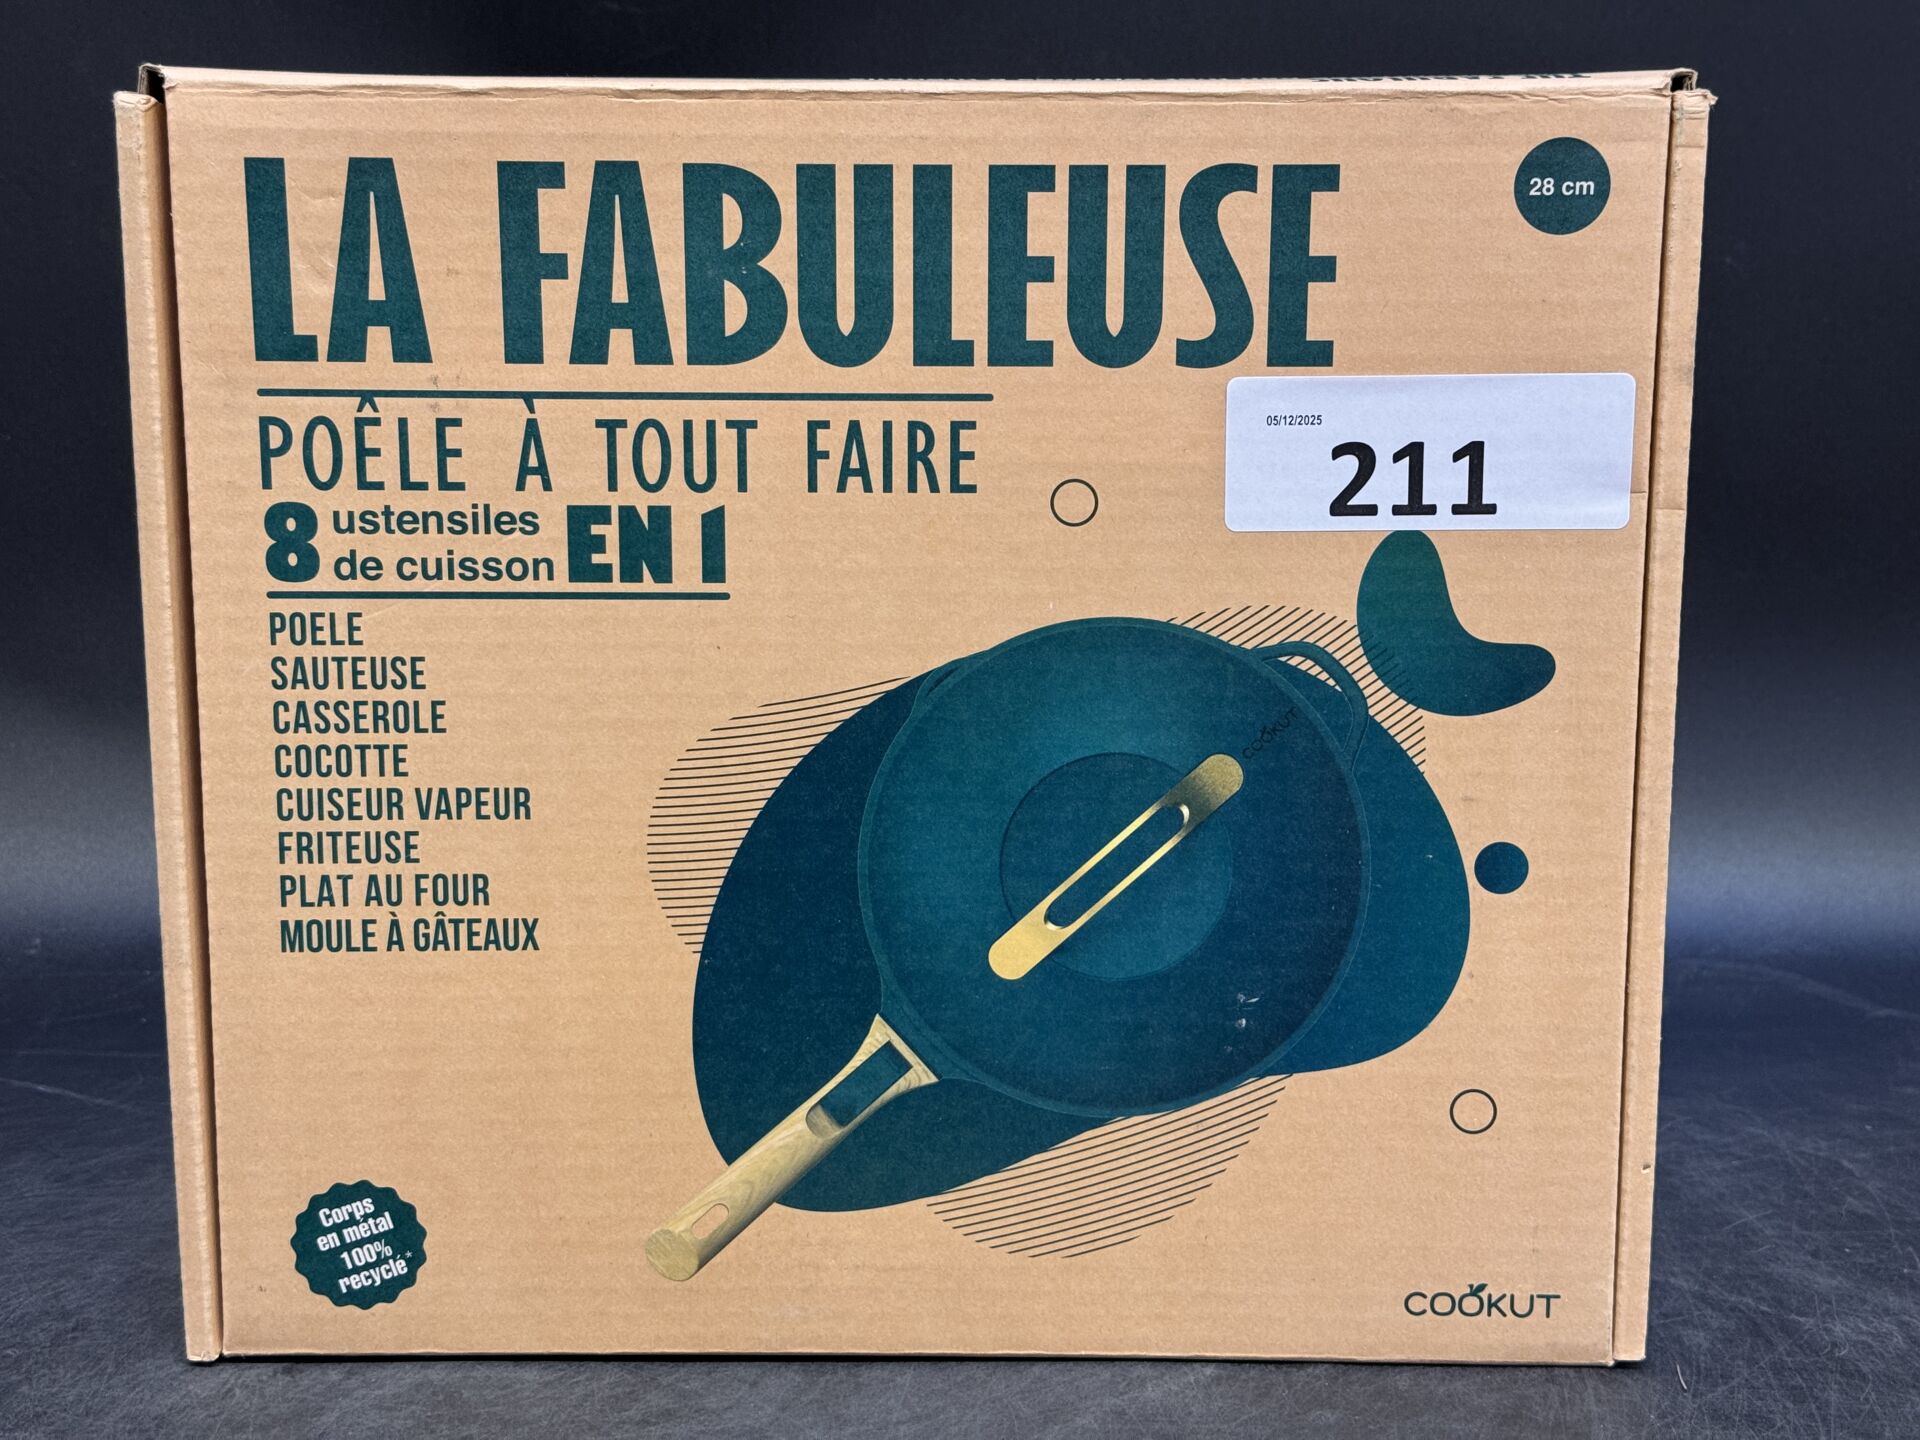 LA FABULEUSE
28 cm
POÊLE À TOUT FAIRE
8 ustensiles de cuisson EN 1
05/12/2025
211
POELE
SAUTEUSE
CASSEROLE
COCOTTE
CUISEUR VAPEUR
FRITEUSE
PLAT AU FOUR
MOULE À GÂTEAUX
COOKUT
Corps
en métal
100%
recyclé*
COOKUT